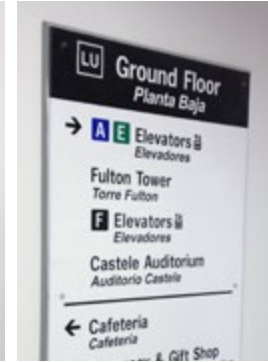 LU Ground Floor
Planta Baja
→ A E Elevators
Elevadores
Fulton Tower
Torre Fulton
F Elevators
Elevadores
Castele Auditorium
Auditorio Castele
← Cafeteria
Cafeteria
& Gift Shop